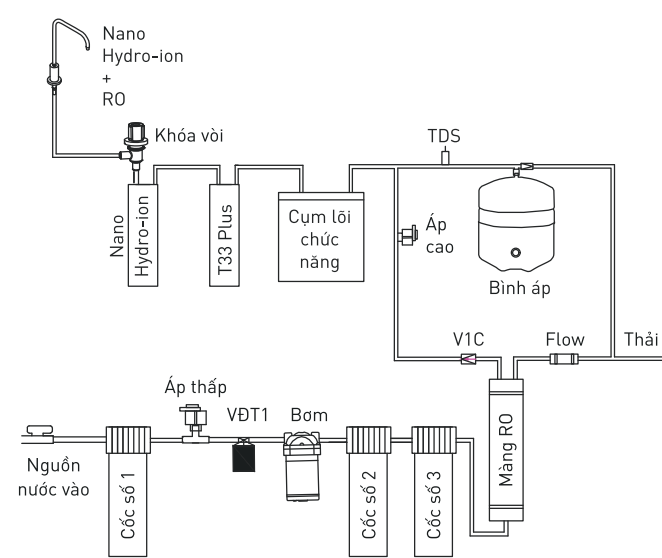 Nano
Hydro-ion
+
RO
Khóa vòi
TDS
Nano
Hydro-ion
T33 Plus
Cụm lõi
chức
năng
Áp
cao
Bình áp
V1C
Flow
Thải
Áp thấp
VĐT1
Bơm
Màng RO
Nguồn
nước vào
Cốc số 1
Cốc số 2
Cốc số 3